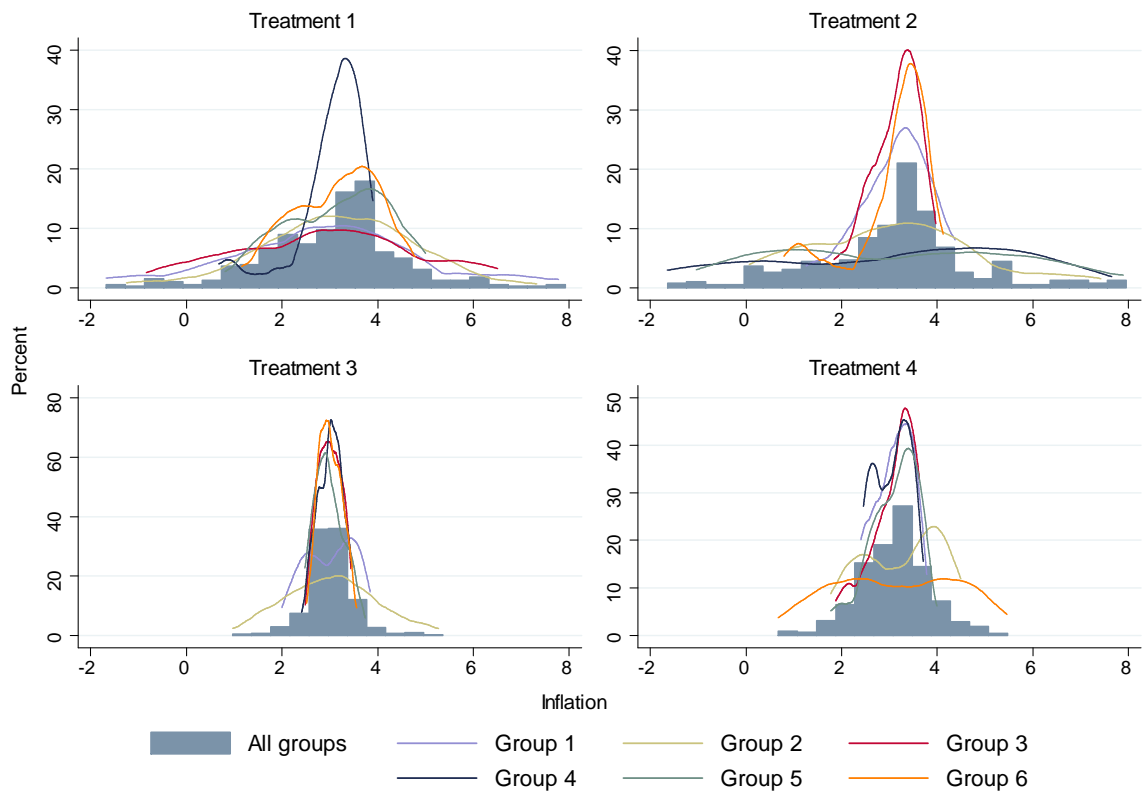 Treatment 1
Treatment 2
0 10 20 30 40
-2 0 2 4 6 8
0 10 20 30 40
-2 0 2 4 6 8
Treatment 3
Treatment 4
0 20 40 60 80
-2 0 2 4 6 8
0 10 20 30 40 50
-2 0 2 4 6 8
Percent
Inflation
All groups Group 1 Group 2 Group 3
Group 4 Group 5 Group 6